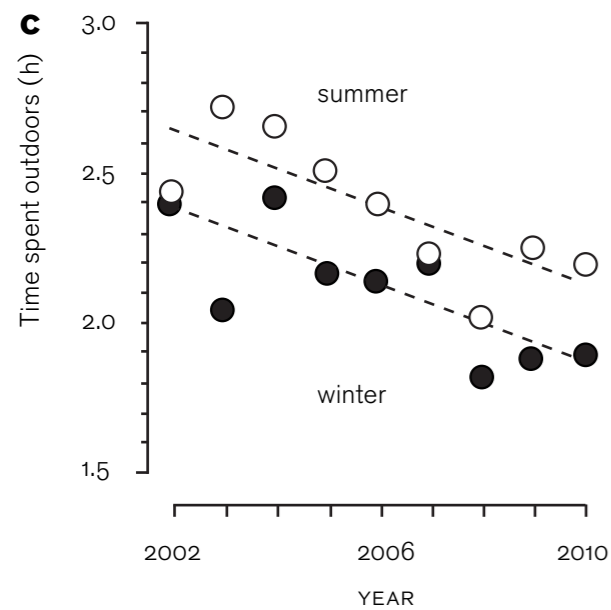 c
Time spent outdoors (h)
3.0
2.5
2.0
1.5
summer
winter
2002 2006 2010
YEAR